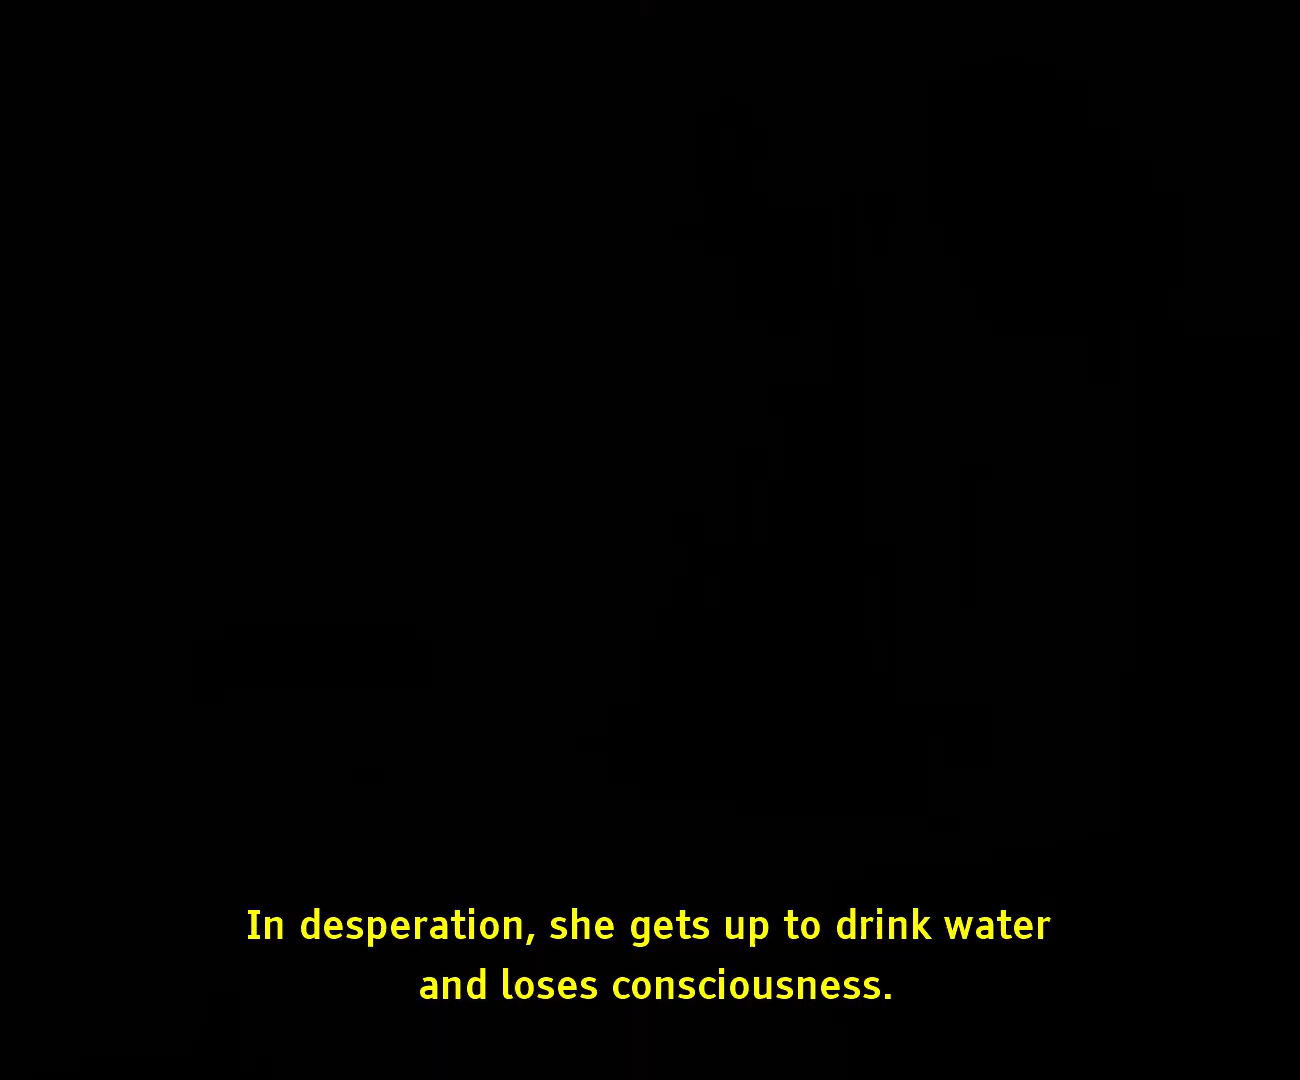 In desperation, she gets up to drink water
and loses consciousness.